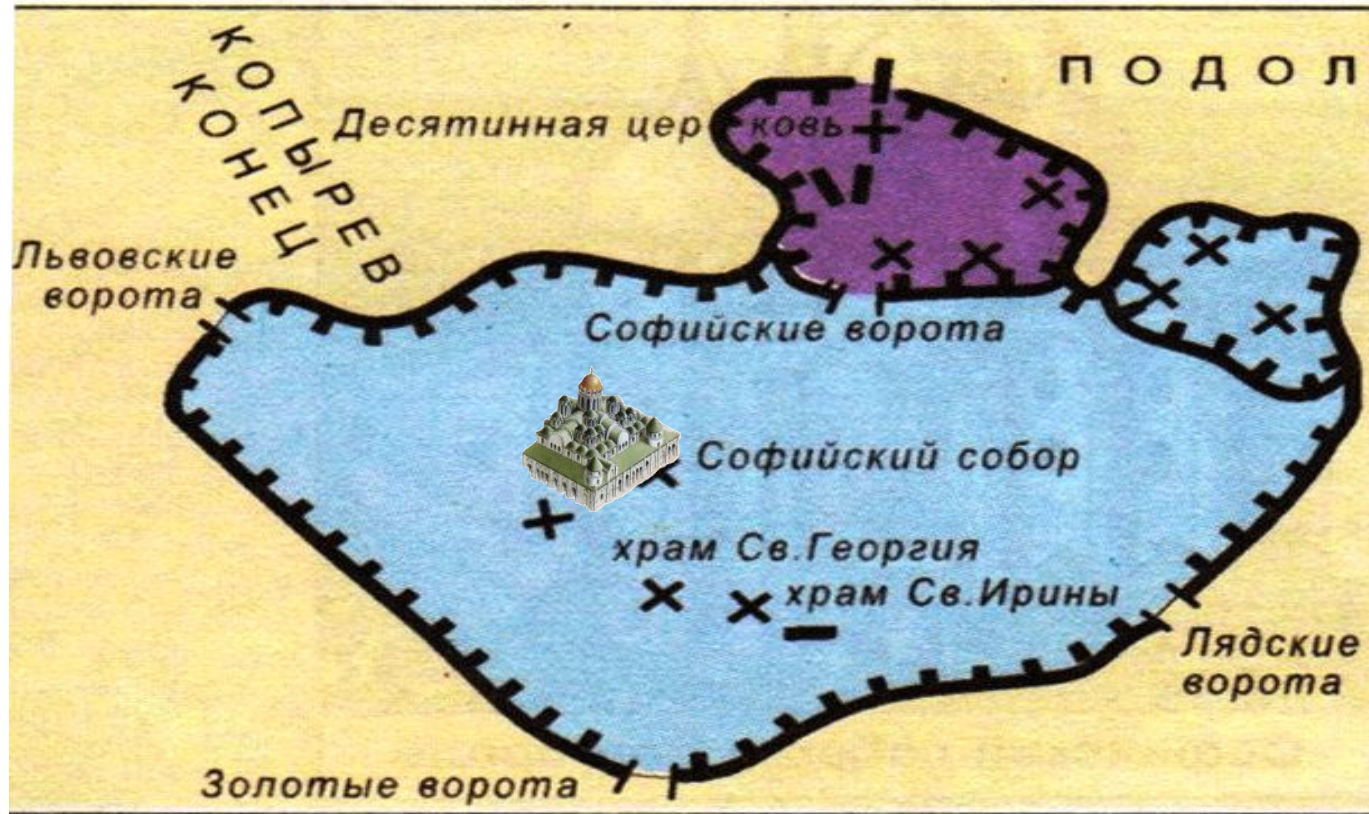 КОПЫРЕВ
КОНЕЦ
ПОДОЛ
Десятинная церковь
Львовские
ворота
Софийские ворота
Софийский собор
храм Св.Георгия
храм Св.Ирины
Лядские
ворота
Золотые ворота